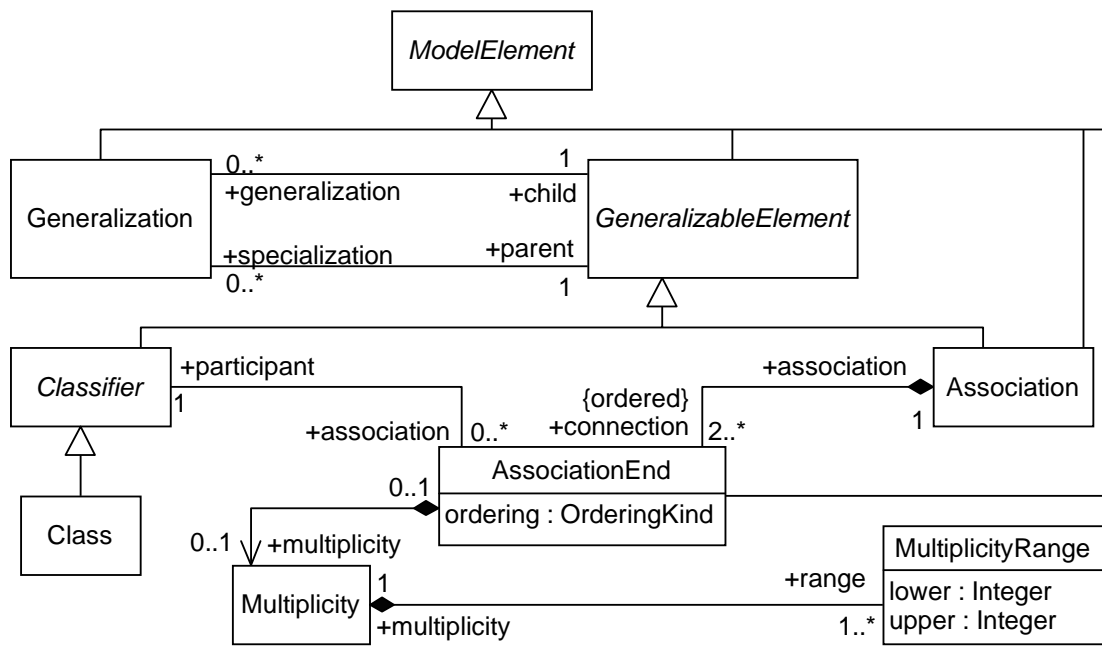 ModelElement
0..*
1
+generalization
+child
Generalization
GeneralizableElement
+specialization
+parent
0..*
1
Classifier
+participant
1
+association
Association
1
{ordered}
+connection
2..*
+association
0..*
AssociationEnd
ordering : OrderingKind
0..1
Class
0..1
+multiplicity
Multiplicity
1
+multiplicity
+range
1..*
MultiplicityRange
lower : Integer
upper : Integer